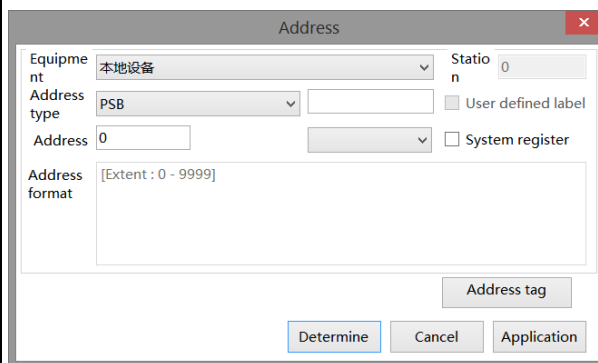 Address
Equipme
nt
本地设备
Statio
n
0
Address
type
PSB
User defined label
Address
0
System register
Address
format
[Extent : 0 - 9999]
Address tag
Determine
Cancel
Application